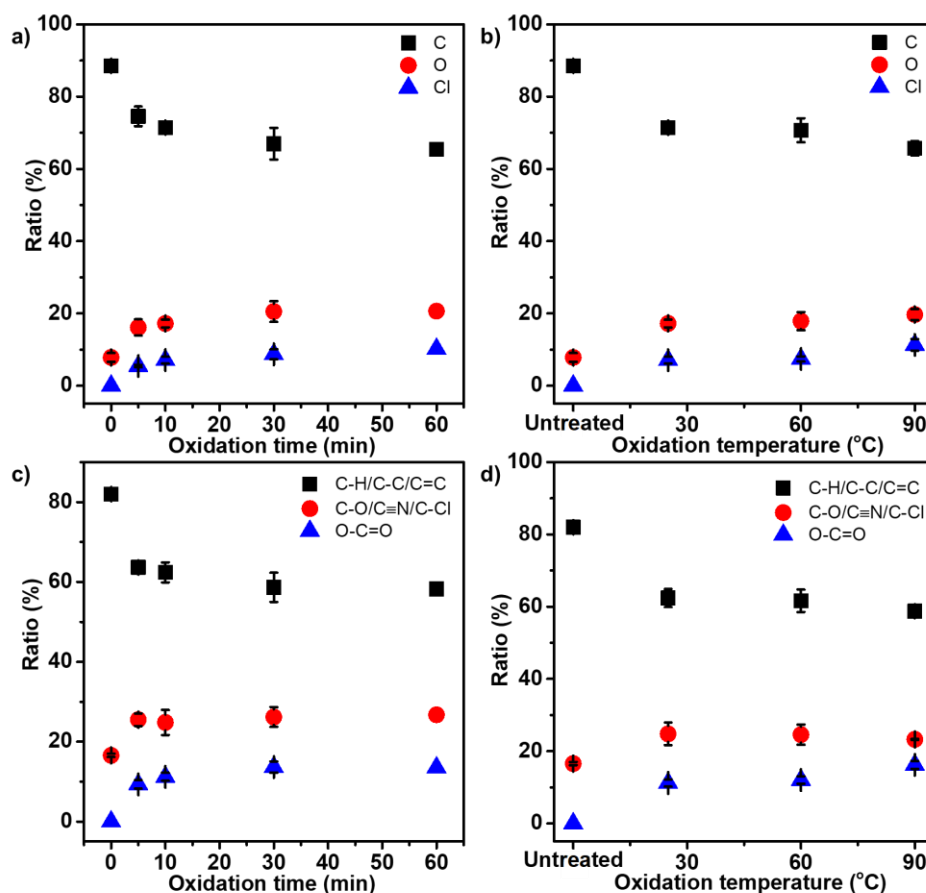 a)
C
O
Cl
100
80
60
40
20
0
Ratio (%)
0 10 20 30 40 50 60
Oxidation time (min)
b)
C
O
Cl
100
80
60
40
20
0
Ratio (%)
Untreated 30 60 90
Oxidation temperature (°C)
c)
C-H/C-C/C=C
C-O/C≡N/C-Cl
O-C=O
80
60
40
20
0
Ratio (%)
0 10 20 30 40 50 60
Oxidation time (min)
d)
C-H/C-C/C=C
C-O/C≡N/C-Cl
O-C=O
100
80
60
40
20
0
Ratio (%)
Untreated 30 60 90
Oxidation temperature (°C)